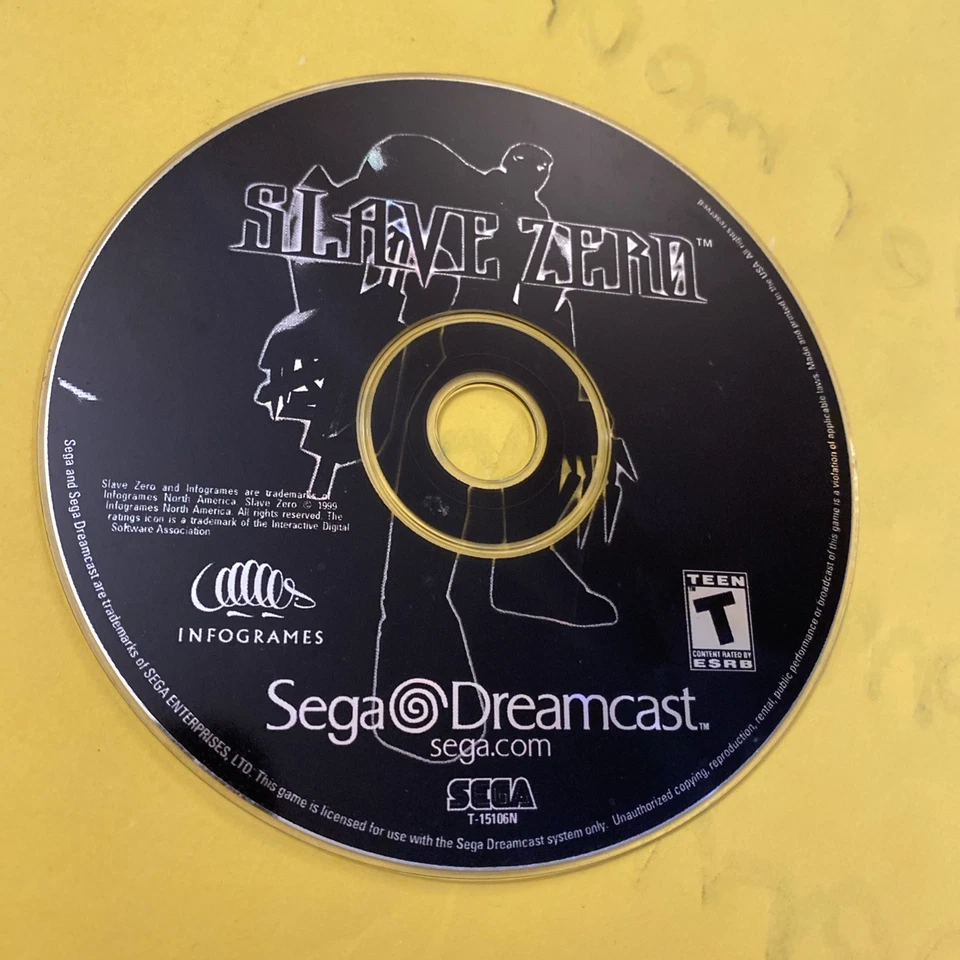 SLAVE ZERO™
Slave Zero and Infogrames are trademarks of
Infogrames North America. Slave Zero © 1999
Infogrames North America. All rights reserved. The
ratings icon is a trademark of the Interactive Digital
Software Association
INFOGRAMES
TEEN
T
CONTENT RATED BY
ESRB
Sega Dreamcast™
sega.com
SEGA
T-15106N
Sega and Sega Dreamcast are trademarks of SEGA ENTERPRISES, LTD. This game is licensed for use with the Sega Dreamcast system only. Unauthorized copying, reproduction, rental, public performance or broadcast of this game is a violation of applicable laws. Made and printed in the USA. All rights reserved.